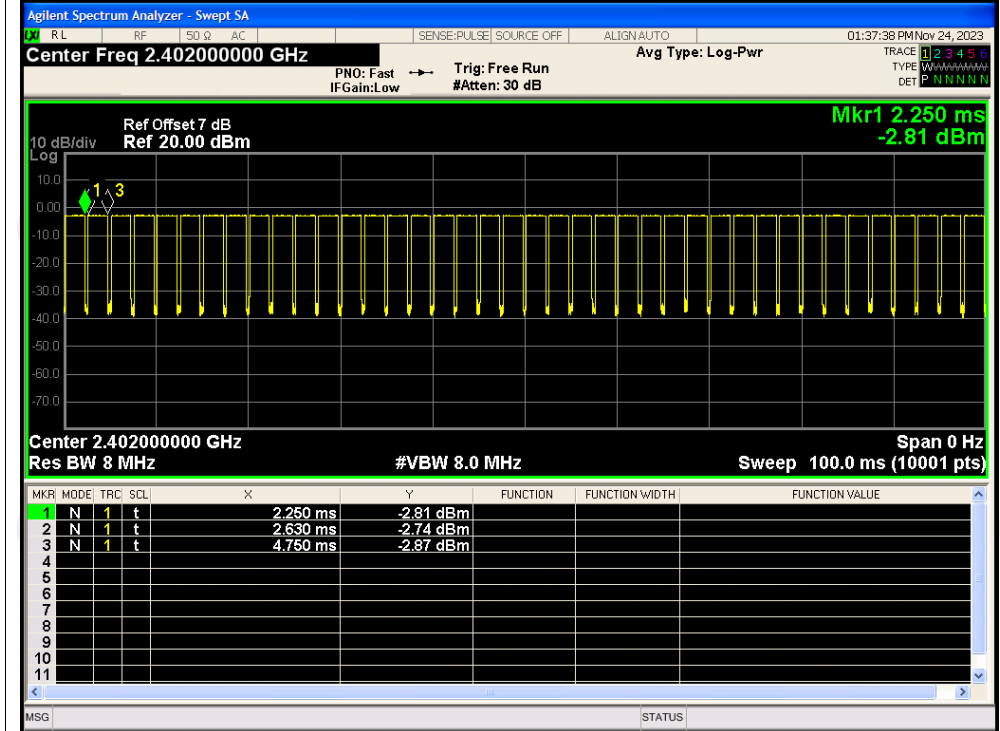 Agilent Spectrum Analyzer - Swept SA
LXI RL RF 50 Ω AC SENSE:PULSE SOURCE OFF ALIGN AUTO 01:37:38 PM Nov 24, 2023
Center Freq 2.402000000 GHz
PNO: Fast
IFGain:Low
Trig: Free Run
#Atten: 30 dB
Avg Type: Log-Pwr
TRACE 1 2 3 4 5 6
TYPE W
DET P N N N N N
Mkr1 2.250 ms
-2.81 dBm
Ref Offset 7 dB
10 dB/div Ref 20.00 dBm
Log
10.0
0.00
-10.0
-20.0
-30.0
-40.0
-50.0
-60.0
-70.0
1 3
Center 2.402000000 GHz Span 0 Hz
Res BW 8 MHz #VBW 8.0 MHz Sweep 100.0 ms (10001 pts)
MKR MODE TRC SCL X Y FUNCTION FUNCTION WIDTH FUNCTION VALUE
1 N 1 t 2.250 ms -2.81 dBm
2 N 1 t 2.630 ms -2.74 dBm
3 N 1 t 4.750 ms -2.87 dBm
4
5
6
7
8
9
10
11
MSG STATUS